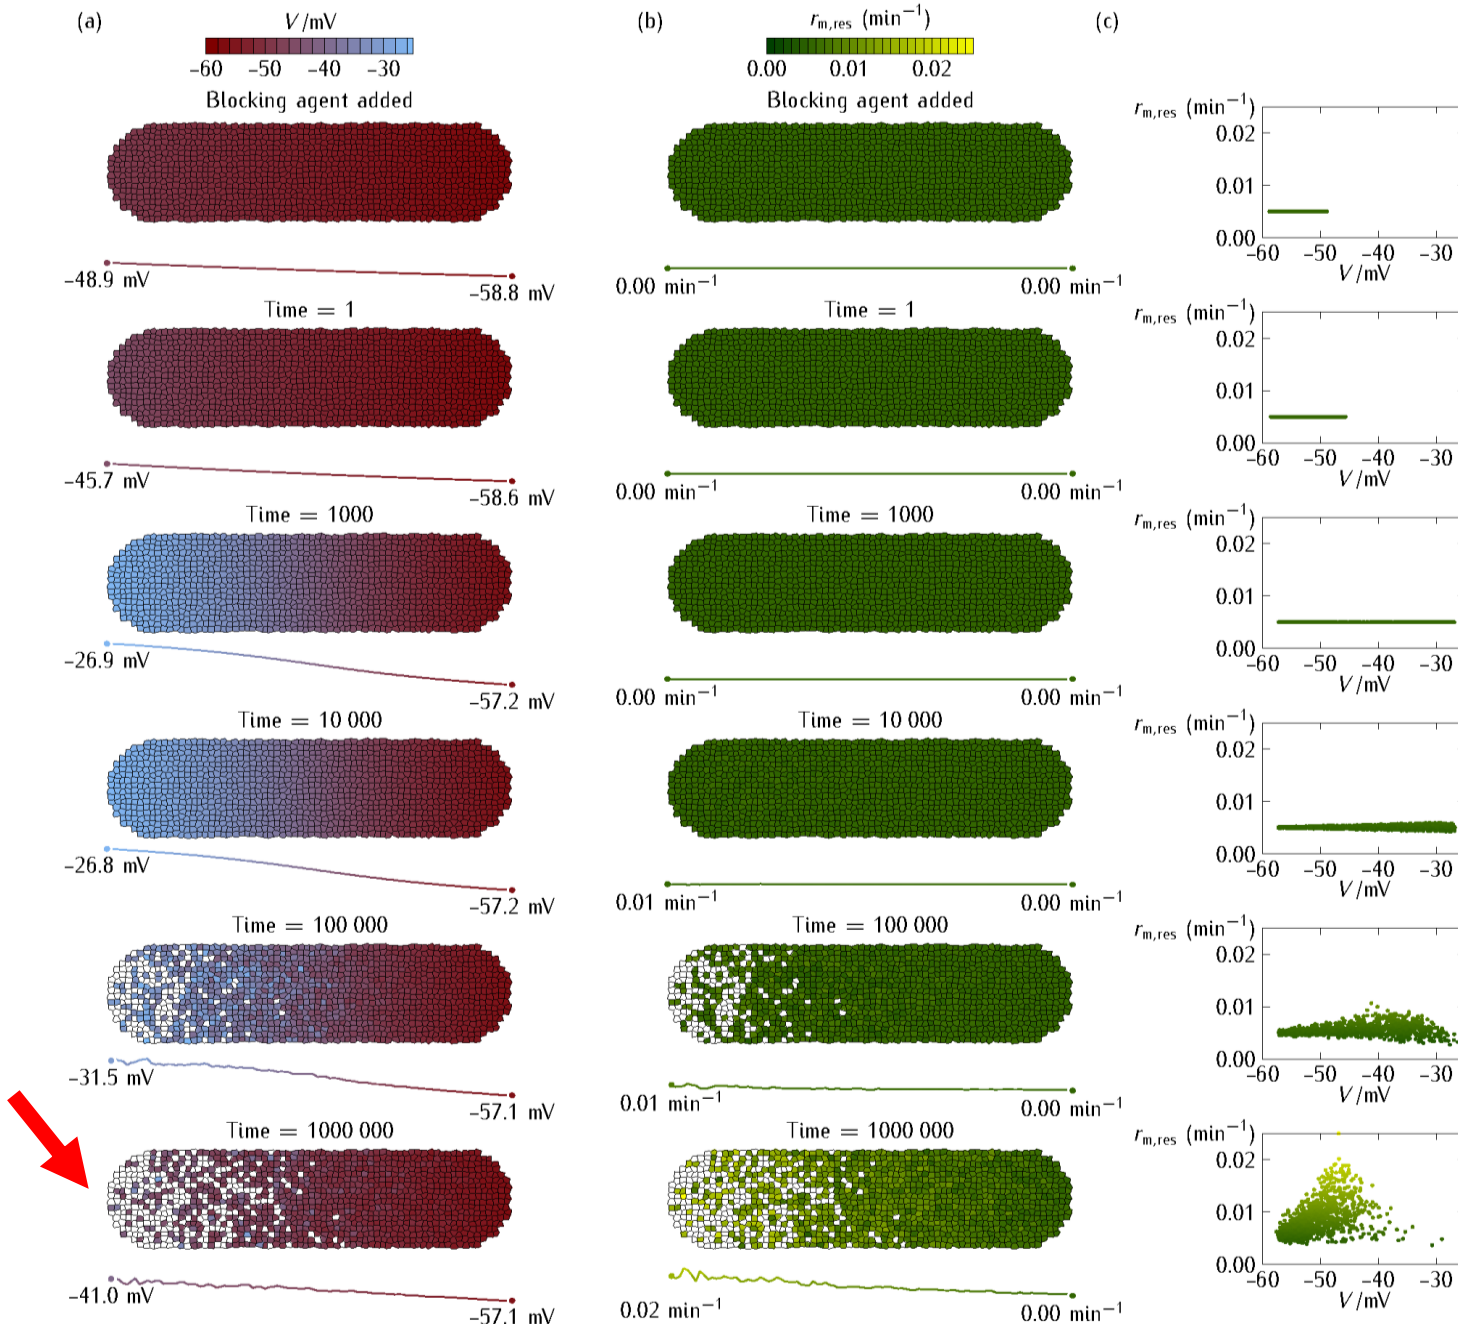 (a)
V /mV
–60 –50 –40 –30
Blocking agent added
–48.9 mV
–58.8 mV
Time = 1
–45.7 mV
–58.6 mV
Time = 1000
–26.9 mV
–57.2 mV
Time = 10 000
–26.8 mV
–57.2 mV
Time = 100 000
–31.5 mV
–57.1 mV
Time = 1000 000
–41.0 mV
–57.1 mV
(b)
rm,res (min−1)
0.00 0.01 0.02
Blocking agent added
0.00 min−1
0.00 min−1
Time = 1
0.00 min−1
0.00 min−1
Time = 1000
0.00 min−1
0.00 min−1
Time = 10 000
0.01 min−1
0.00 min−1
Time = 100 000
0.01 min−1
0.00 min−1
Time = 1000 000
0.02 min−1
0.00 min−1
(c)
rm,res (min−1)
0.02
0.01
0.00
–60 –50 –40 –30
V /mV
rm,res (min−1)
0.02
0.01
0.00
–60 –50 –40 –30
V /mV
rm,res (min−1)
0.02
0.01
0.00
–60 –50 –40 –30
V /mV
rm,res (min−1)
0.02
0.01
0.00
–60 –50 –40 –30
V /mV
rm,res (min−1)
0.02
0.01
0.00
–60 –50 –40 –30
V /mV
rm,res (min−1)
0.02
0.01
0.00
–60 –50 –40 –30
V /mV